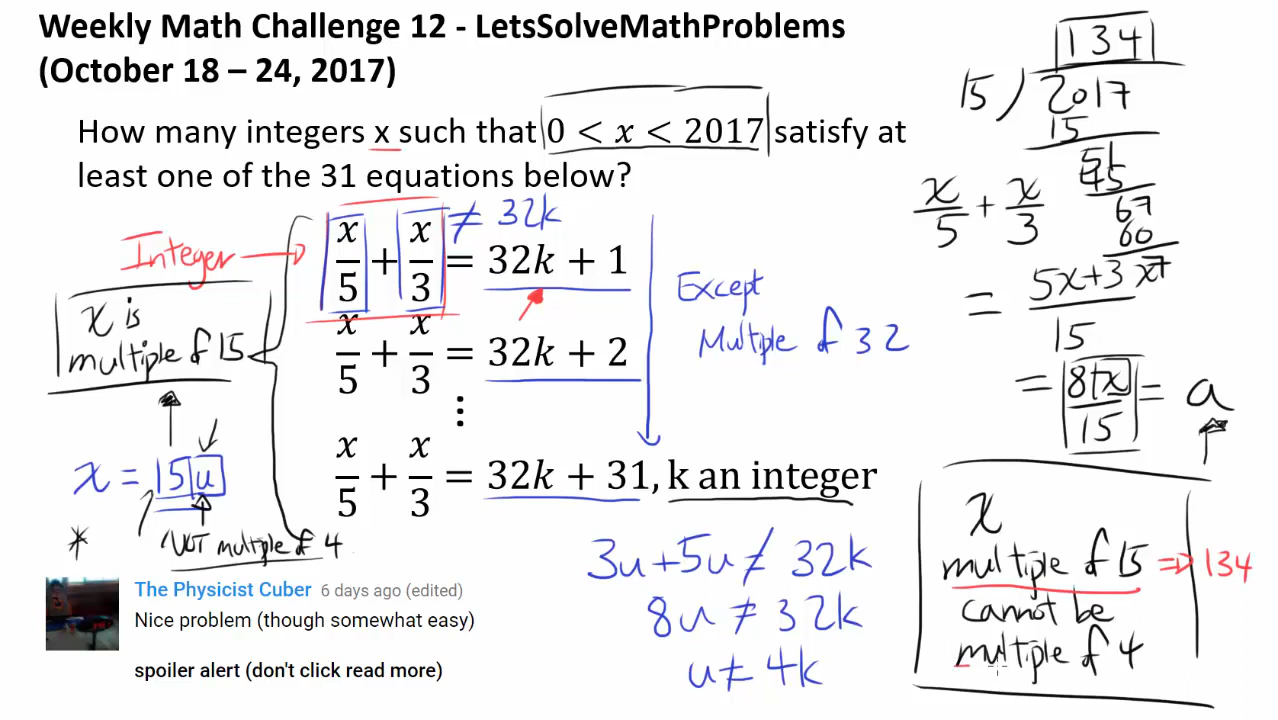 Weekly Math Challenge 12 - LetsSolveMathProblems
(October 18 – 24, 2017)
How many integers x such that 0 < x < 2017 satisfy at
least one of the 31 equations below?
Integer
x/5 + x/3 = 32k + 1
≠ 32k
x/5 + x/3 = 32k + 2
⋮
x/5 + x/3 = 32k + 31, k an integer
x is
multiple of 15
x = 15u
* NOT multiple of 4
Except
Multiple of 32
3u+5u ≠ 32k
8u ≠ 32k
u ≠ 4k
134
15 ) 2017
15
51
45
67
60
7
x/5 + x/3
= 5x+3x/15
= 8x/15 = a
x
multiple of 15 => 134
cannot be
multiple of 4
The Physicist Cuber 6 days ago (edited)
Nice problem (though somewhat easy)
spoiler alert (don't click read more)